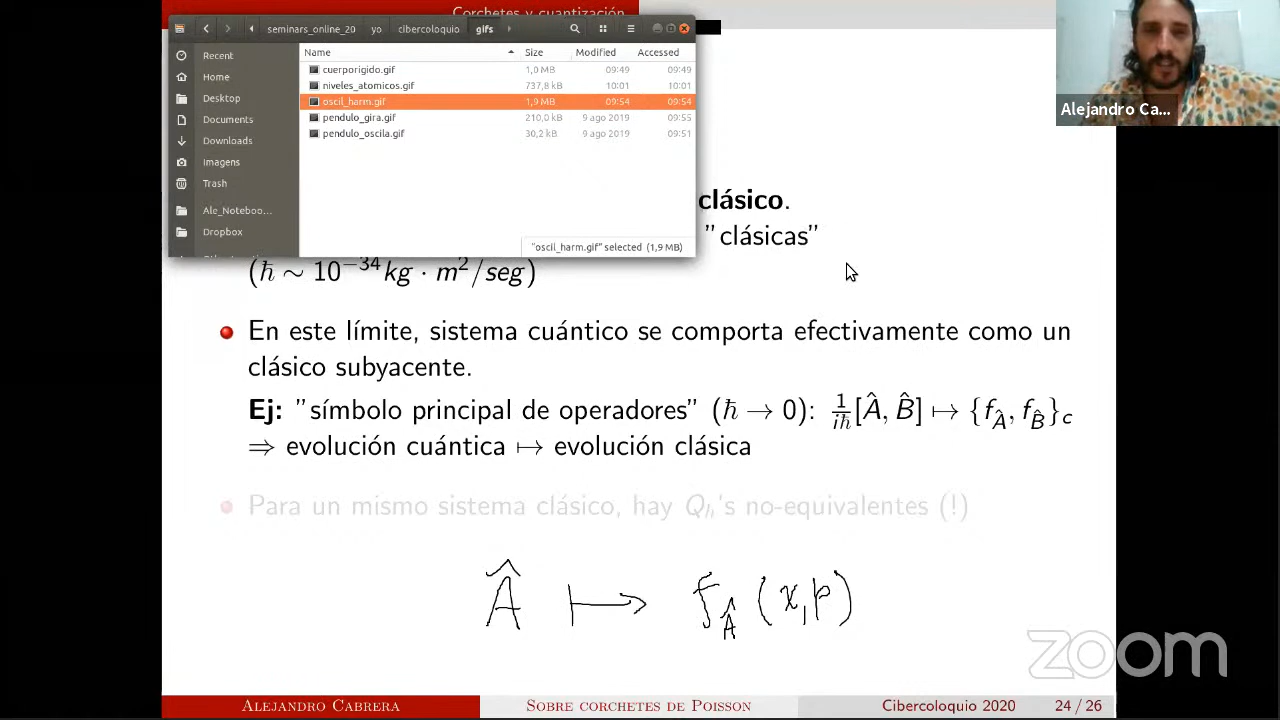 Corchetes y cuantización
seminars_online_20 yo cibercoloquio gifs
Name Size Modified Accessed
cuerporigido.gif 1,0 MB 09:49 09:49
niveles_atomicos.gif 737,8 kB 10:01 10:01
oscil_harm.gif 1,9 MB 09:54 09:54
pendulo_gira.gif 210,0 kB 9 ago 2019 09:55
pendulo_oscila.gif 30,2 kB 9 ago 2019 09:51
Recent
Home
Desktop
Documents
Downloads
Imagens
Trash
Ale_Noteboo...
Dropbox
"oscil_harm.gif" selected (1,9 MB)
Alejandro Ca...
clásico.
"clásicas"
(ℏ ∼ 10⁻³⁴kg · m²/seg)
En este límite, sistema cuántico se comporta efectivamente como un
clásico subyacente.
Ej: "símbolo principal de operadores" (ℏ → 0): 1/iℏ[Â, B̂] ↦ {f_Â, f_B̂}_c
⇒ evolución cuántica ↦ evolución clásica
Para un mismo sistema clásico, hay Q_ℏ's no-equivalentes (!)
Â ↦ f_Â (x,p)
zoom
Alejandro Cabrera Sobre corchetes de Poisson Cibercoloquio 2020 24 / 26